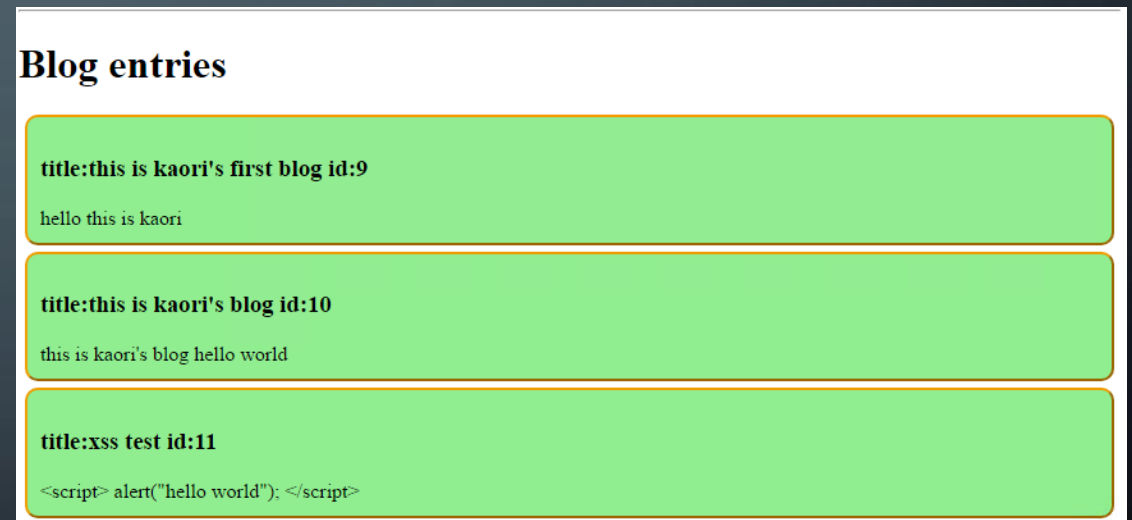 Blog entries
title:this is kaori's first blog id:9
hello this is kaori
title:this is kaori's blog id:10
this is kaori's blog hello world
title:xss test id:11
<script> alert("hello world"); </script>